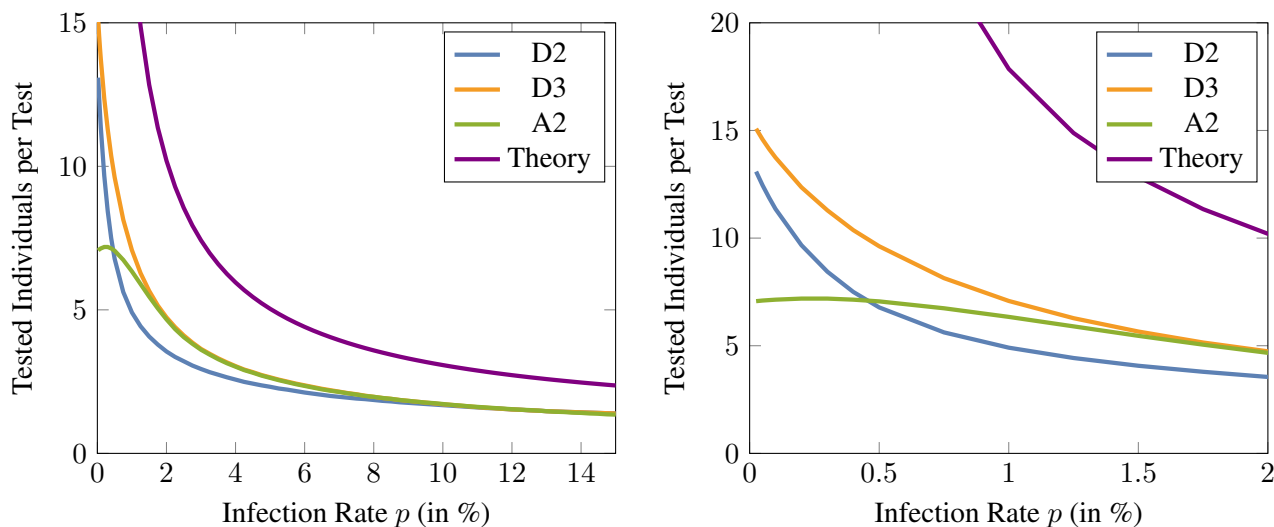 15
10
5
0
0
2
4
6
8
10
12
14
Tested Individuals per Test
Infection Rate p (in %)
D2
D3
A2
Theory
20
15
10
5
0
0
0.5
1
1.5
2
Tested Individuals per Test
Infection Rate p (in %)
D2
D3
A2
Theory